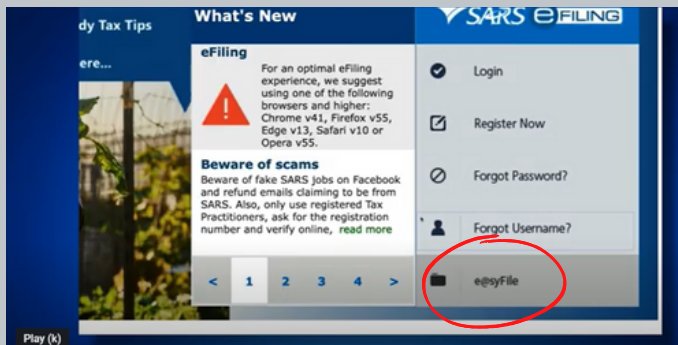 dy Tax Tips
ere...
What's New
eFiling
For an optimal eFiling
experience, we suggest
using one of the following
browsers and higher:
Chrome v41, Firefox v55,
Edge v13, Safari v10 or
Opera v55.
Beware of scams
Beware of fake SARS jobs on Facebook
and refund emails claiming to be from
SARS. Also, only use registered Tax
Practitioners, ask for the registration
number and verify online, read more
< 1 2 3 4 >
SARS eFILING
Login
Register Now
Forgot Password?
Forgot Username?
e@syFile
Play (k)